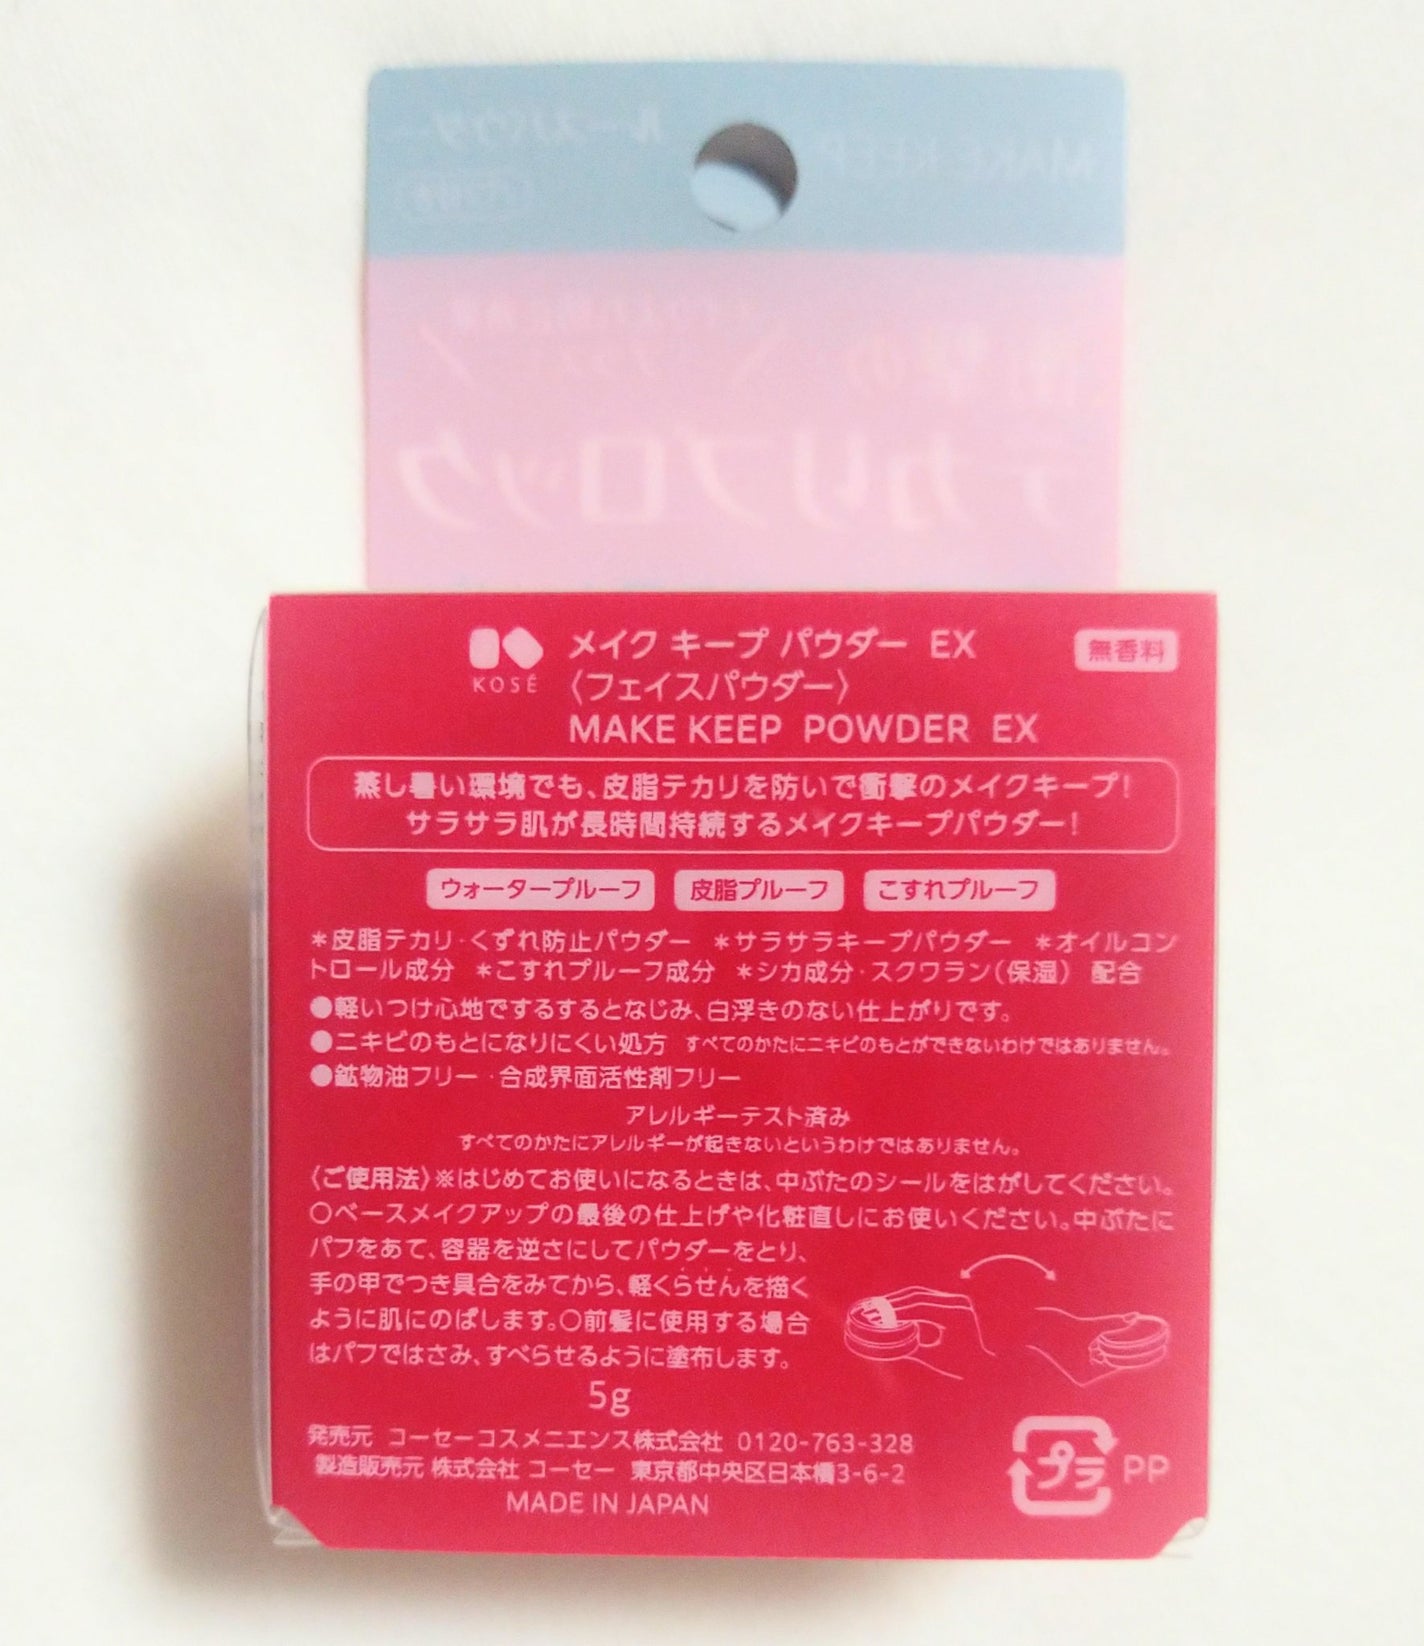 MAKE KEEP
ルースパウダー
テカリブロック
KOSÉ
メイク キープ パウダー EX
無香料
〈フェイスパウダー〉
MAKE KEEP POWDER EX
蒸し暑い環境でも、皮脂テカリを防いで衝撃のメイクキープ!
サラサラ肌が長時間持続するメイクキープパウダー!
ウォータープルーフ 皮脂プルーフ こすれプルーフ
*皮脂テカリ・くずれ防止パウダー *サラサラキープパウダー *オイルコン
トロール成分 *こすれプルーフ成分 *シカ成分・スクワラン(保湿) 配合
●軽いつけ心地でするするとなじみ、白浮きのない仕上がりです。
●ニキビのもとになりにくい処方 すべてのかたにニキビのもとができないわけではありません。
●鉱物油フリー・合成界面活性剤フリー
アレルギーテスト済み
すべてのかたにアレルギーが起きないというわけではありません。
〈ご使用法〉※はじめてお使いになるときは、中ぶたのシールをはがしてください。
○ベースメイクアップの最後の仕上げや化粧直しにお使いください。中ぶたに
パフをあて、容器を逆さにしてパウダーをとり、
手の甲でつき具合をみてから、軽くらせんを描く
ように肌にのばします。○前髪に使用する場合
はパフではさみ、すべらせるように塗布します。
5g
発売元 コーセーコスメニエンス株式会社 0120-763-328
製造販売元 株式会社 コーセー 東京都中央区日本橋3-6-2
MADE IN JAPAN
プラ PP